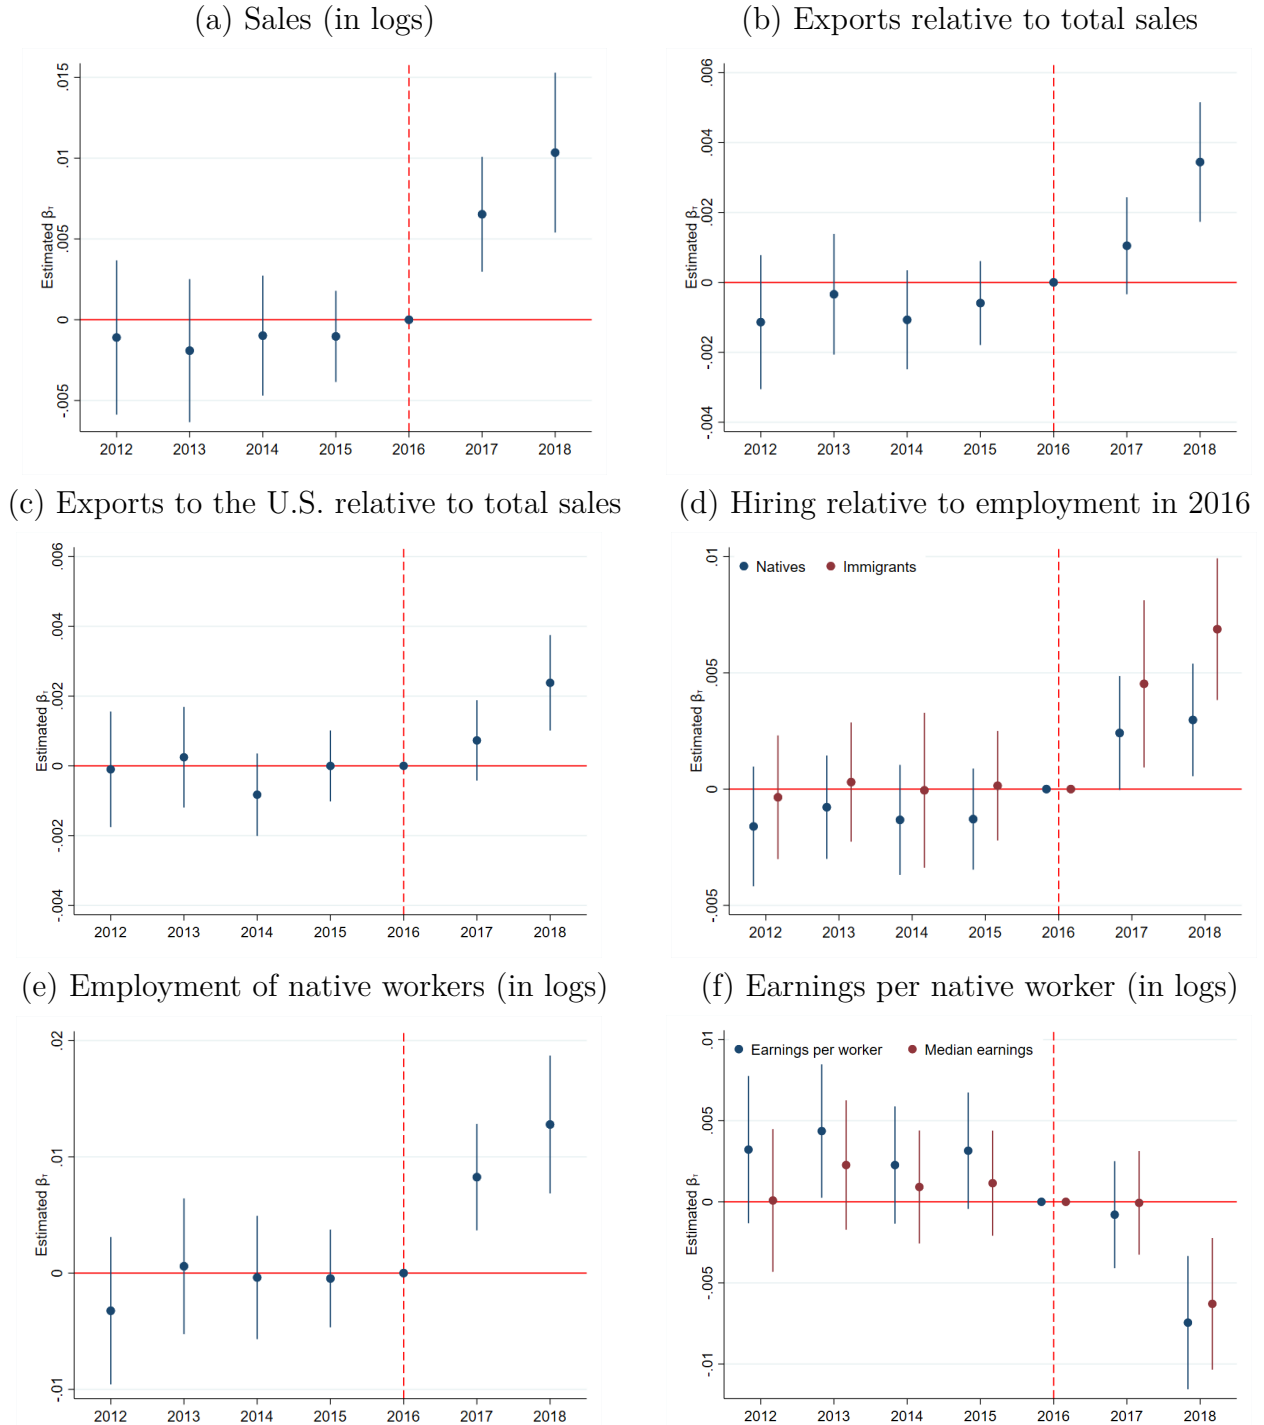 (a) Sales (in logs)
Estimated βτ
.015
.01
.005
0
-.005
2012 2013 2014 2015 2016 2017 2018
(b) Exports relative to total sales
Estimated βτ
.006
.004
.002
0
-.002
-.004
2012 2013 2014 2015 2016 2017 2018
(c) Exports to the U.S. relative to total sales
Estimated βτ
.006
.004
.002
0
-.002
-.004
2012 2013 2014 2015 2016 2017 2018
(d) Hiring relative to employment in 2016
Natives Immigrants
Estimated βτ
.01
.005
0
-.005
2012 2013 2014 2015 2016 2017 2018
(e) Employment of native workers (in logs)
Estimated βτ
.02
.01
0
-.01
2012 2013 2014 2015 2016 2017 2018
(f) Earnings per native worker (in logs)
Earnings per worker Median earnings
Estimated βτ
.01
.005
0
-.005
-.01
2012 2013 2014 2015 2016 2017 2018